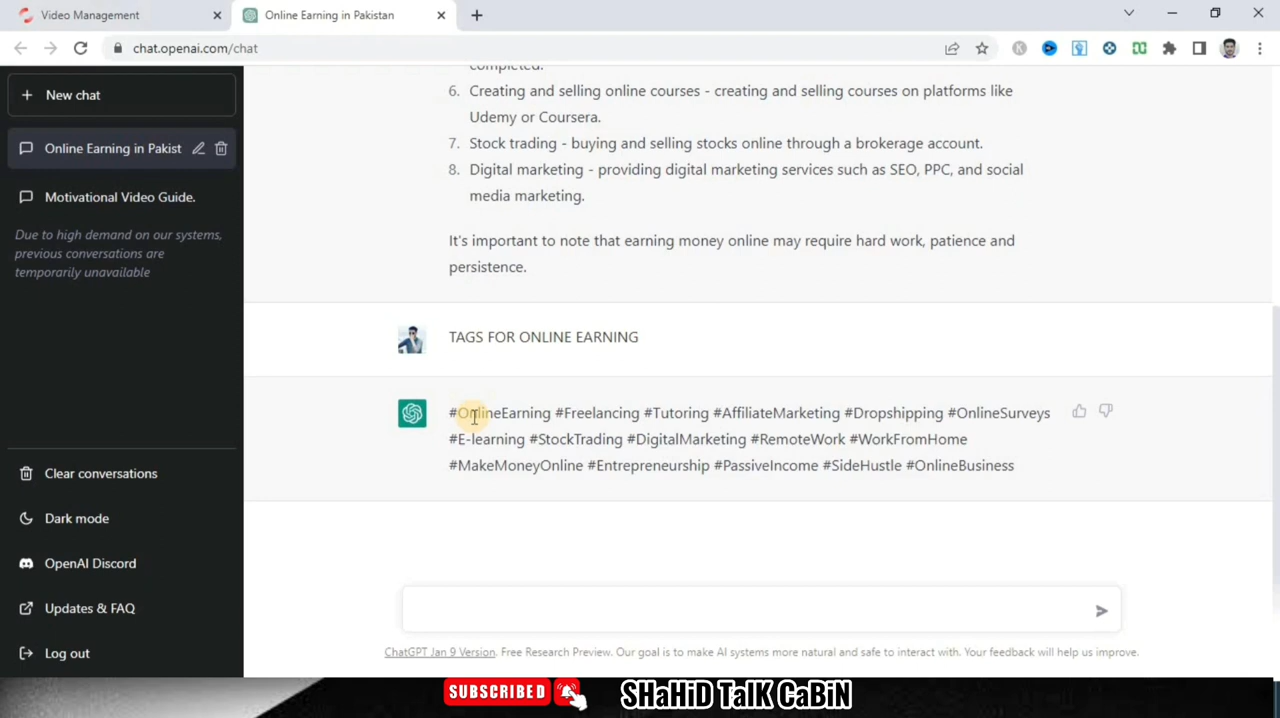 Video Management
Online Earning in Pakistan
chat.openai.com/chat
New chat
Online Earning in Pakist
Motivational Video Guide.
Due to high demand on our systems,
previous conversations are
temporarily unavailable
Clear conversations
Dark mode
OpenAI Discord
Updates & FAQ
Log out
completed.
6. Creating and selling online courses - creating and selling courses on platforms like
Udemy or Coursera.
7. Stock trading - buying and selling stocks online through a brokerage account.
8. Digital marketing - providing digital marketing services such as SEO, PPC, and social
media marketing.
It's important to note that earning money online may require hard work, patience and
persistence.
TAGS FOR ONLINE EARNING
#OnlineEarning #Freelancing #Tutoring #AffiliateMarketing #Dropshipping #OnlineSurveys
#E-learning #StockTrading #DigitalMarketing #RemoteWork #WorkFromHome
#MakeMoneyOnline #Entrepreneurship #PassiveIncome #SideHustle #OnlineBusiness
ChatGPT Jan 9 Version. Free Research Preview. Our goal is to make AI systems more natural and safe to interact with. Your feedback will help us improve.
SUBSCRIBED
SHaHiD TalK CaBiN